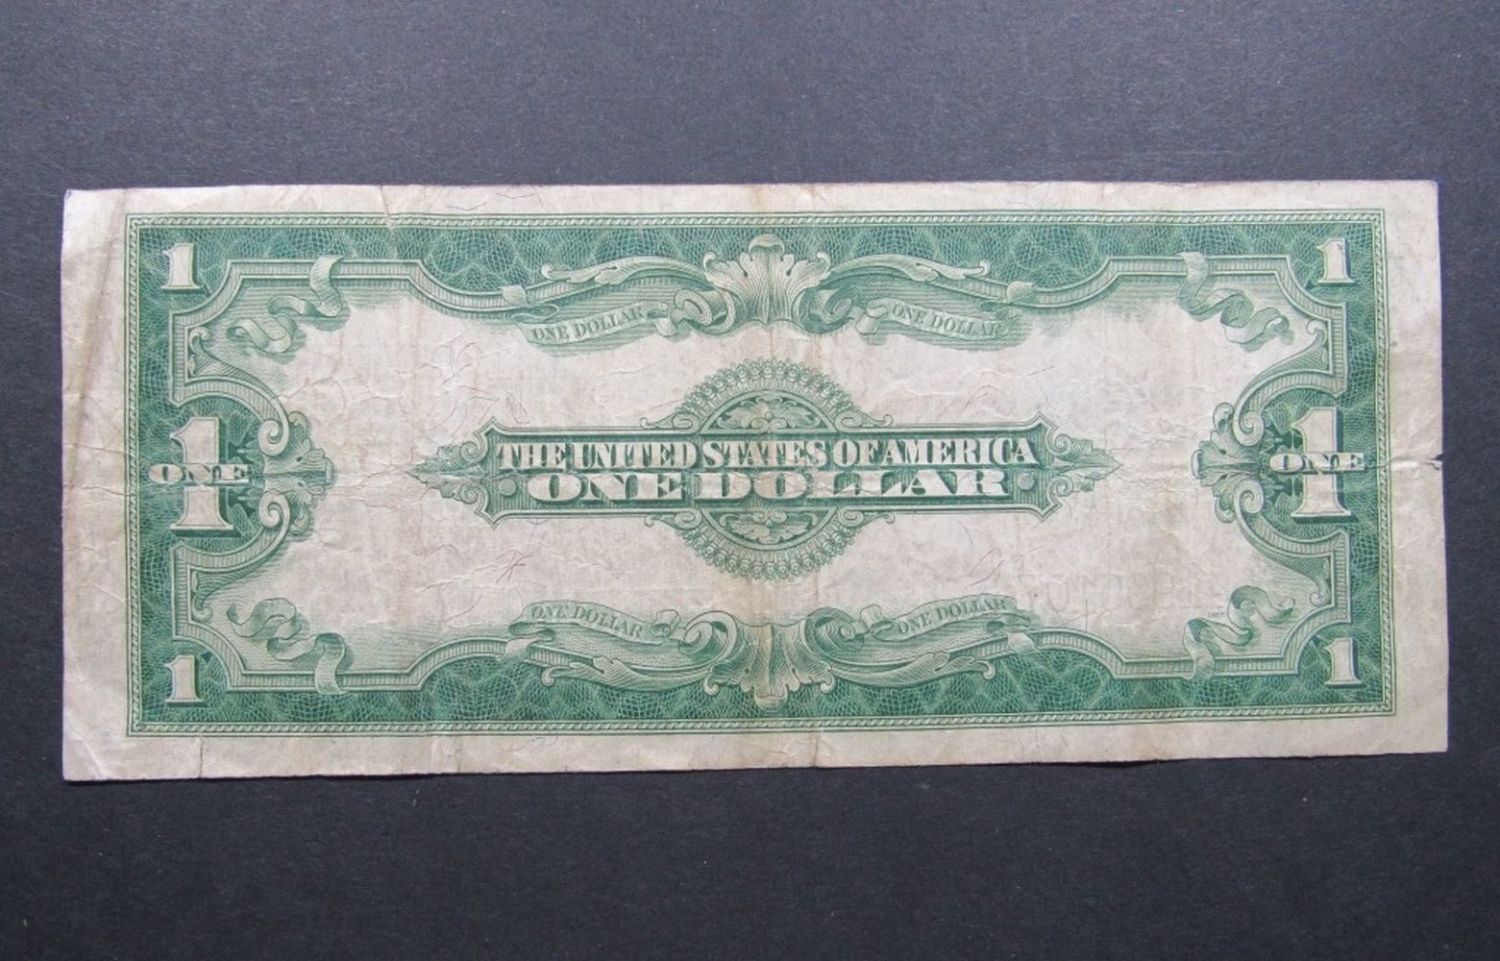 1 1
ONE DOLLAR ONE DOLLAR
1 ONE 1 ONE
THE UNITED STATES OF AMERICA
ONE DOLLAR
ONE DOLLAR ONE DOLLAR
1 1